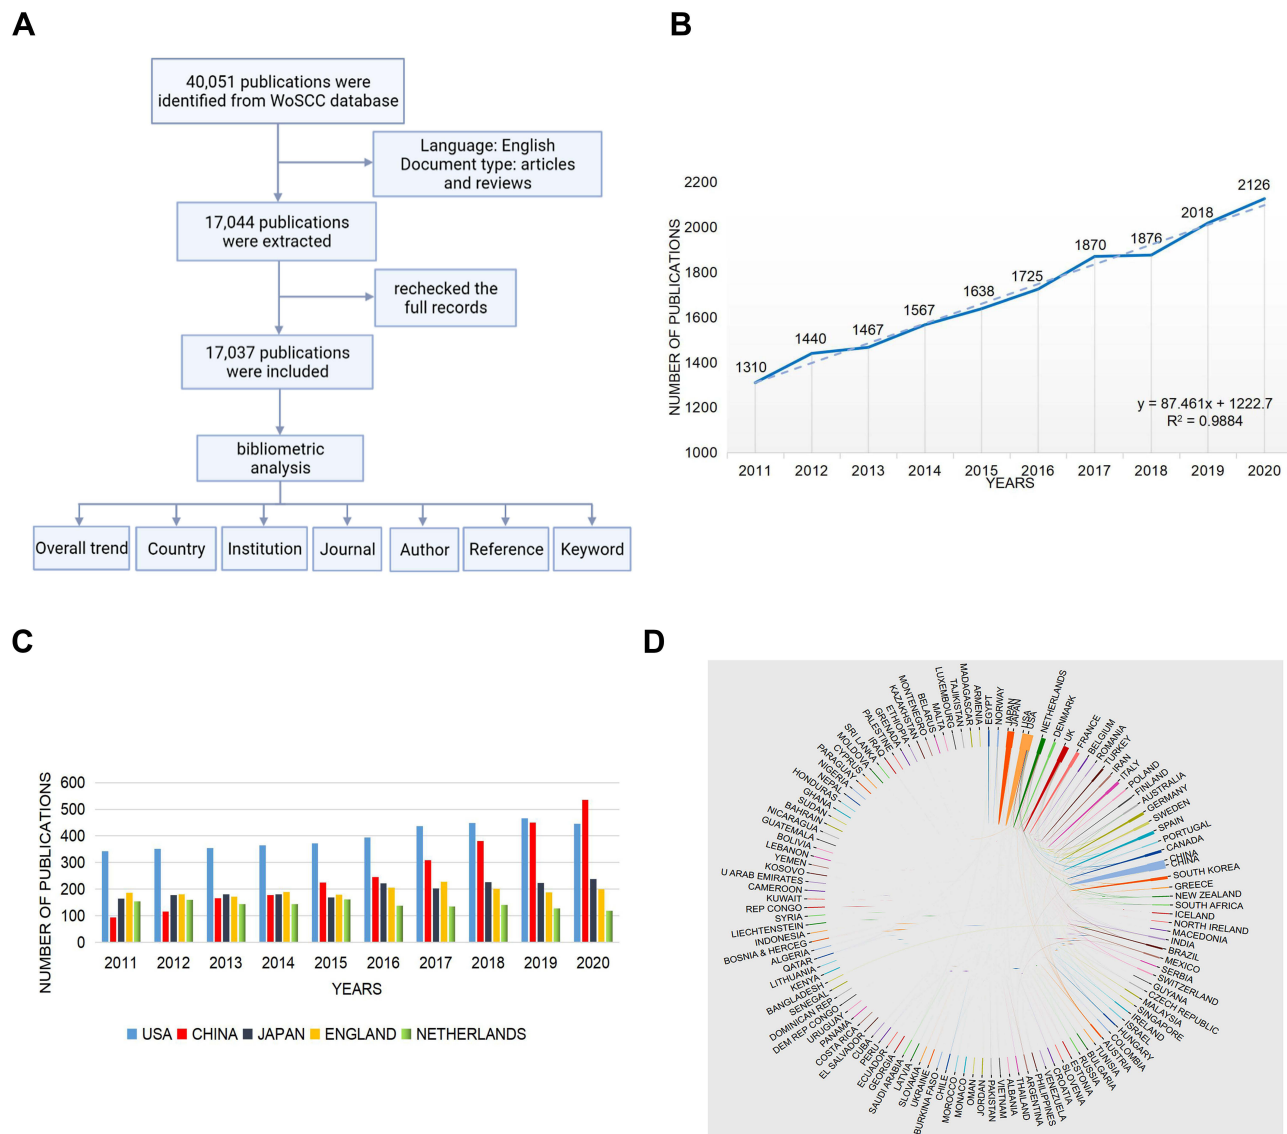 A
40,051 publications were
identified from WoSCC database
Language: English
Document type: articles
and reviews
17,044 publications
were extracted
rechecked the
full records
17,037 publications
were included
bibliometric
analysis
Overall trend
Country
Institution
Journal
Author
Reference
Keyword
B
NUMBER OF PUBLICATIONS
2200
2000
1800
1600
1400
1200
1000
1310
1440
1467
1567
1638
1725
1870
1876
2018
2126
y = 87.461x + 1222.7
R² = 0.9884
2011 2012 2013 2014 2015 2016 2017 2018 2019 2020
YEARS
C
NUMBER OF PUBLICATIONS
600
500
400
300
200
100
0
2011 2012 2013 2014 2015 2016 2017 2018 2019 2020
YEARS
USA CHINA JAPAN ENGLAND NETHERLANDS
D
EGYPT
NORWAY
JAPAN
JAPAN
USA
USA
NETHERLANDS
DENMARK
UK
FRANCE
BELGIUM
ROMANIA
TURKEY
IRAN
ITALY
POLAND
FINLAND
AUSTRALIA
GERMANY
SWEDEN
SPAIN
PORTUGAL
CANADA
CHINA
CHINA
SOUTH KOREA
GREECE
NEW ZEALAND
SOUTH AFRICA
ICELAND
NORTH IRELAND
MACEDONIA
INDIA
BRAZIL
MEXICO
SERBIA
SWITZERLAND
GUYANA
CZECH REPUBLIC
MALAYSIA
SINGAPORE
IRELAND
ISRAEL
HUNGARY
COLOMBIA
AUSTRIA
TUNISIA
BULGARIA
RUSSIA
ESTONIA
SLOVENIA
CROATIA
VENEZUELA
PHILIPPINES
ARGENTINA
THAILAND
ALBANIA
VIETNAM
PAKISTAN
JORDAN
OMAN
MONACO
MOROCCO
CHILE
BURKINA FASO
UKRAINE
SLOVAKIA
LATVIA
SAUDI ARABIA
GEORGIA
ECUADOR
PERU
CUBA
EL SALVADOR
COSTA RICA
PANAMA
URUGUAY
DEM REP CONGO
DOMINICAN REP
SENEGAL
BANGLADESH
KENYA
LITHUANIA
QATAR
ALGERIA
BOSNIA & HERCEG
INDONESIA
LIECHTENSTEIN
SYRIA
REP CONGO
KUWAIT
CAMEROON
U ARAB EMIRATES
KOSOVO
YEMEN
LEBANON
BOLIVIA
GUATEMALA
NICARAGUA
BAHRAIN
SUDAN
GHANA
HONDURAS
NEPAL
NIGERIA
PARAGUAY
CYPRUS
MOLDOVA
SRI LANKA
IRAQ
PALESTINE
GRENADA
ETHIOPIA
KAZAKHSTAN
MONTENEGRO
BELARUS
MALTA
LUXEMBOURG
TAJIKISTAN
MADAGASCAR
ARMENIA